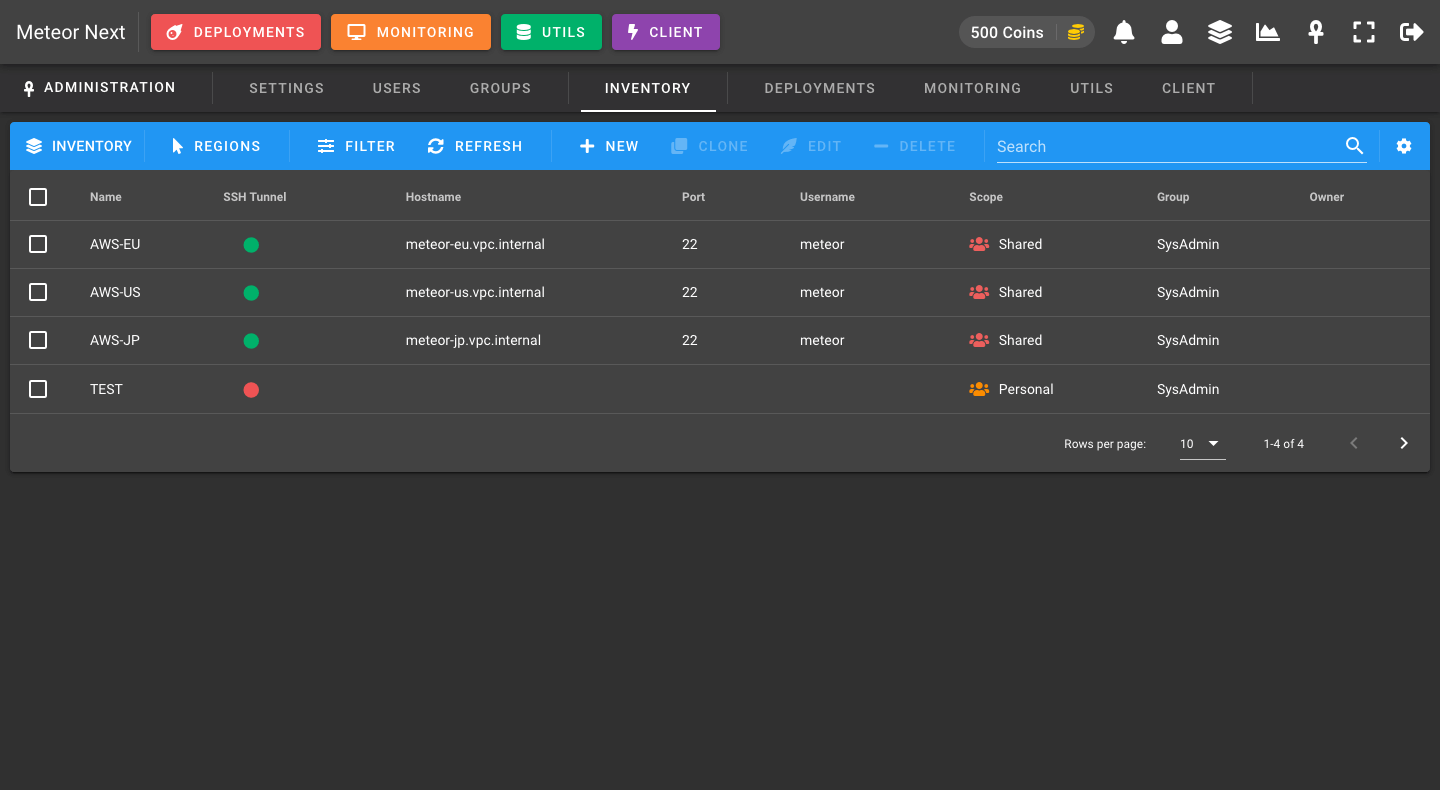 Meteor Next DEPLOYMENTS MONITORING UTILS CLIENT 500 Coins
ADMINISTRATION SETTINGS USERS GROUPS INVENTORY DEPLOYMENTS MONITORING UTILS CLIENT
INVENTORY REGIONS FILTER REFRESH NEW CLONE EDIT DELETE Search
Name SSH Tunnel Hostname Port Username Scope Group Owner
AWS-EU meteor-eu.vpc.internal 22 meteor Shared SysAdmin
AWS-US meteor-us.vpc.internal 22 meteor Shared SysAdmin
AWS-JP meteor-jp.vpc.internal 22 meteor Shared SysAdmin
TEST Personal SysAdmin
Rows per page: 10 1-4 of 4